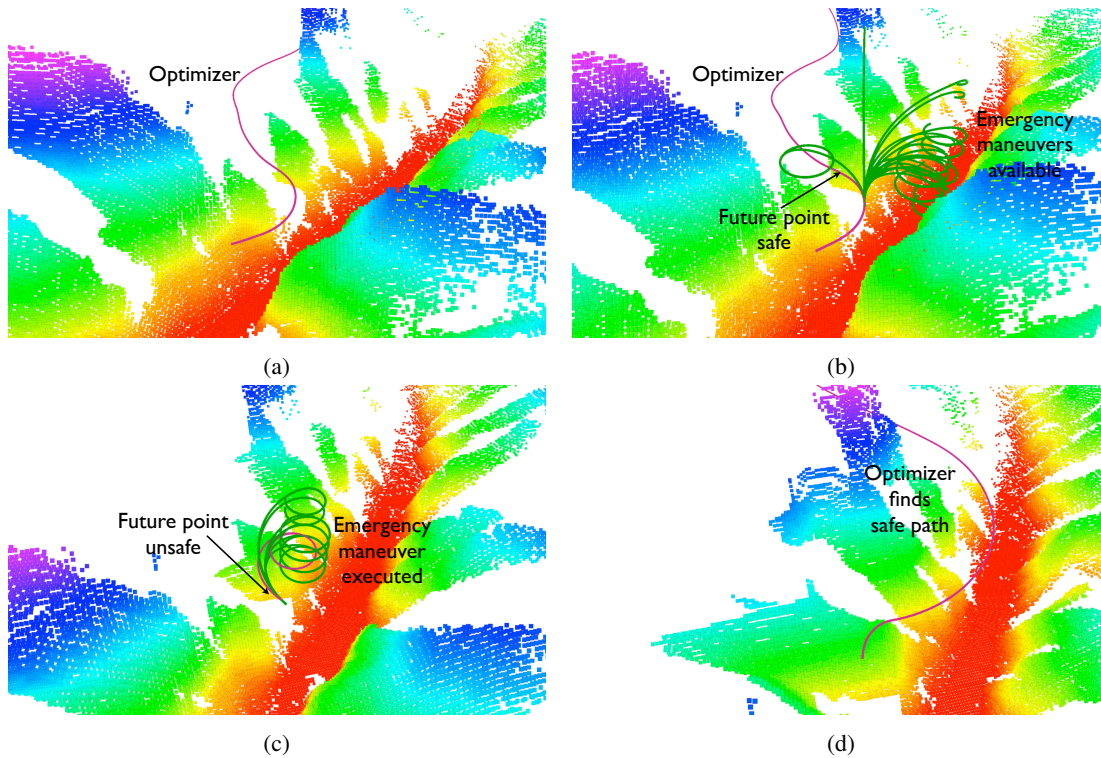 Optimizer
(a)
Optimizer
Emergency
maneuvers
available
Future point
safe
(b)
Future point
unsafe
Emergency
maneuver
executed
(c)
Optimizer
finds
safe path
(d)